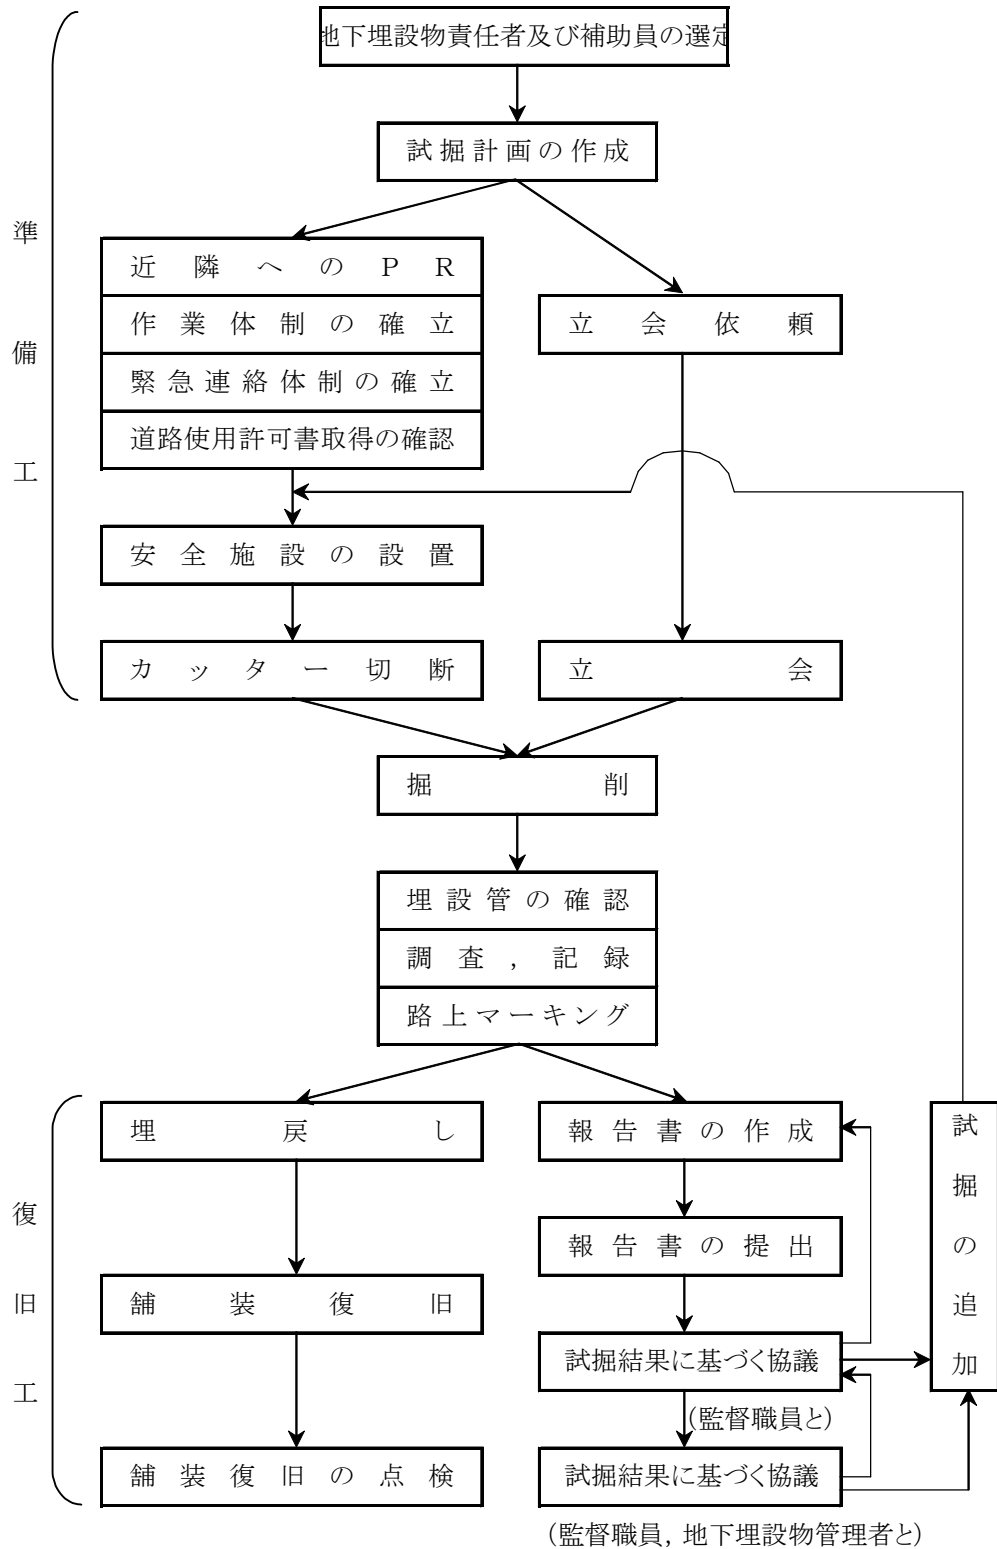 地下埋設物責任者及び補助員の選定
試掘計画の作成
準備工
近隣へのPR
作業体制の確立
緊急連絡体制の確立
道路使用許可書取得の確認
立会依頼
安全施設の設置
カッター切断
立会
掘削
埋設管の確認
調査,記録
路上マーキング
復旧工
埋戻し
舗装復旧
舗装復旧の点検
報告書の作成
報告書の提出
試掘結果に基づく協議
(監督職員と)
試掘結果に基づく協議
(監督職員, 地下埋設物管理者と)
試掘の追加